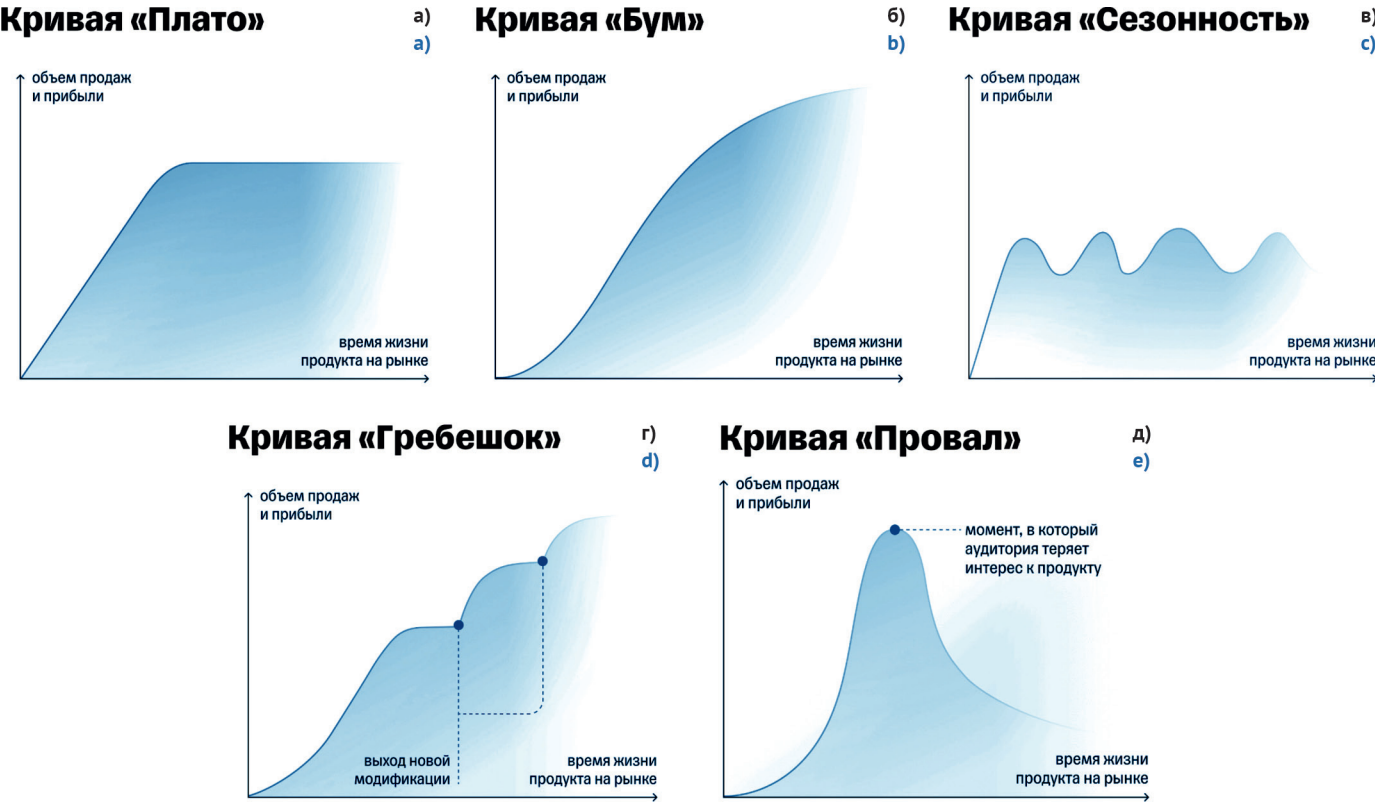 Кривая «Плато»
а)
a)
объем продаж
и прибыли
время жизни
продукта на рынке
Кривая «Бум»
б)
b)
объем продаж
и прибыли
время жизни
продукта на рынке
Кривая «Сезонность»
в)
c)
объем продаж
и прибыли
время жизни
продукта на рынке
Кривая «Гребешок»
г)
d)
объем продаж
и прибыли
выход новой
модификации
время жизни
продукта на рынке
Кривая «Провал»
д)
e)
объем продаж
и прибыли
момент, в который
аудитория теряет
интерес к продукту
время жизни
продукта на рынке